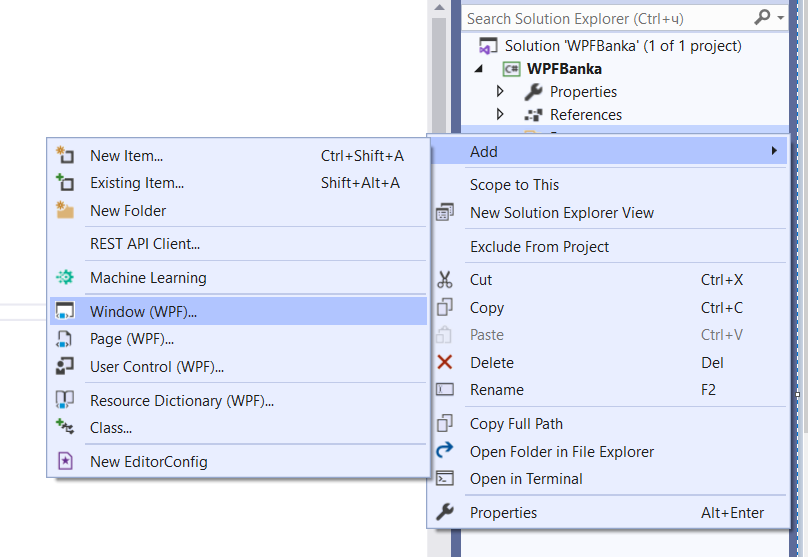 Search Solution Explorer (Ctrl+ч)
Solution 'WPFBanka' (1 of 1 project)
C# WPFBanka
Properties
References
New Item... Ctrl+Shift+A
Existing Item... Shift+Alt+A
New Folder
REST API Client...
Machine Learning
Window (WPF)...
Page (WPF)...
User Control (WPF)...
Resource Dictionary (WPF)...
Class...
New EditorConfig
Add
Scope to This
New Solution Explorer View
Exclude From Project
Cut Ctrl+X
Copy Ctrl+C
Paste Ctrl+V
Delete Del
Rename F2
Copy Full Path
Open Folder in File Explorer
Open in Terminal
Properties Alt+Enter